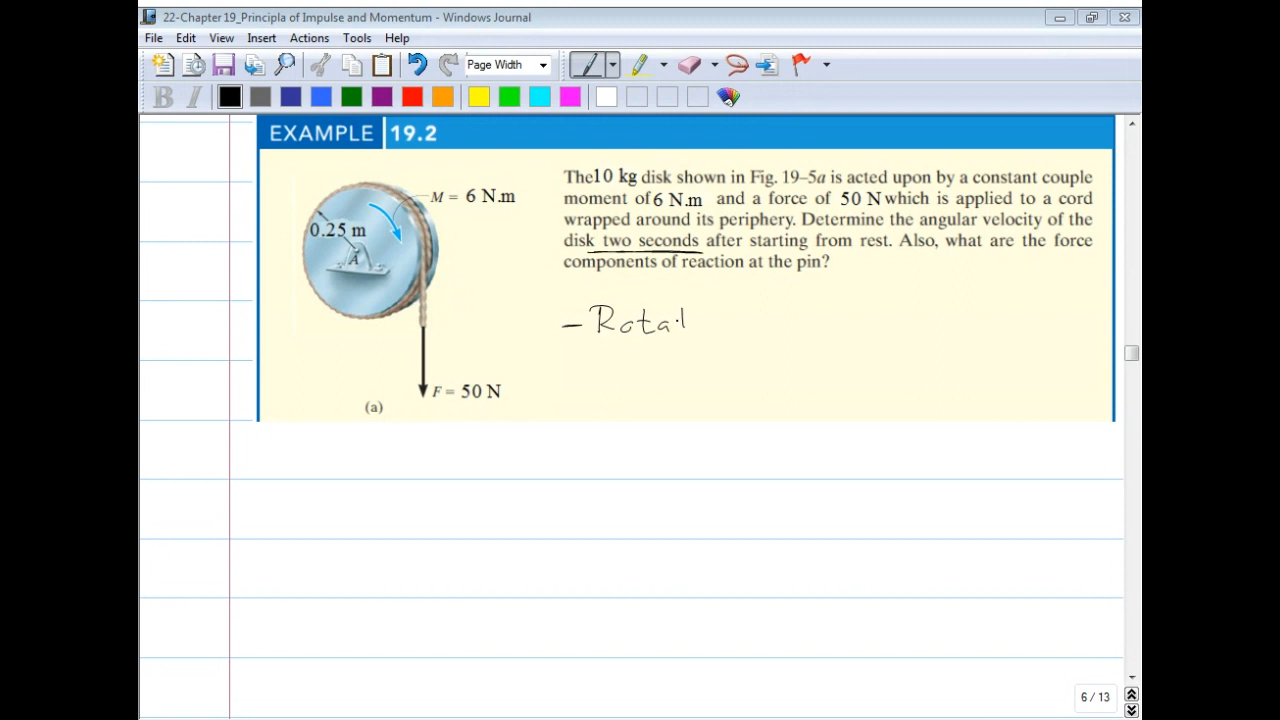 22-Chapter 19_Principla of Impulse and Momentum - Windows Journal
File Edit View Insert Actions Tools Help
Page Width
B I
EXAMPLE 19.2
The 10 kg disk shown in Fig. 19–5a is acted upon by a constant couple
moment of 6 N.m and a force of 50 N which is applied to a cord
wrapped around its periphery. Determine the angular velocity of the
disk two seconds after starting from rest. Also, what are the force
components of reaction at the pin?
M = 6 N.m
0.25 m
A
F = 50 N
(a)
– Rotat
6 / 13